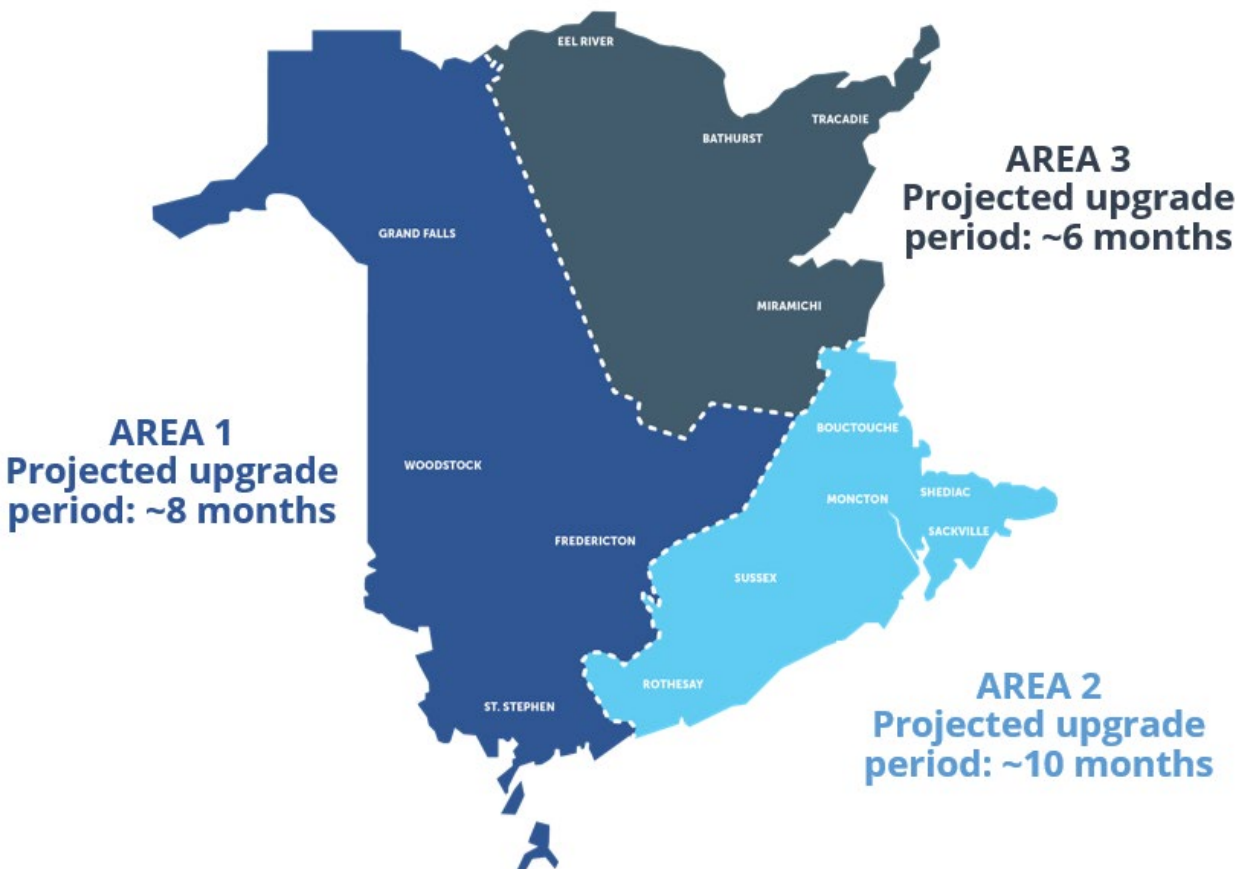 EEL RIVER
TRACADIE
BATHURST
AREA 3
Projected upgrade
period: ~6 months
GRAND FALLS
MIRAMICHI
AREA 1
Projected upgrade
period: ~8 months
BOUCTOUCHE
WOODSTOCK
MONCTON
SHEDIAC
SACKVILLE
FREDERICTON
SUSSEX
ROTHESAY
ST. STEPHEN
AREA 2
Projected upgrade
period: ~10 months